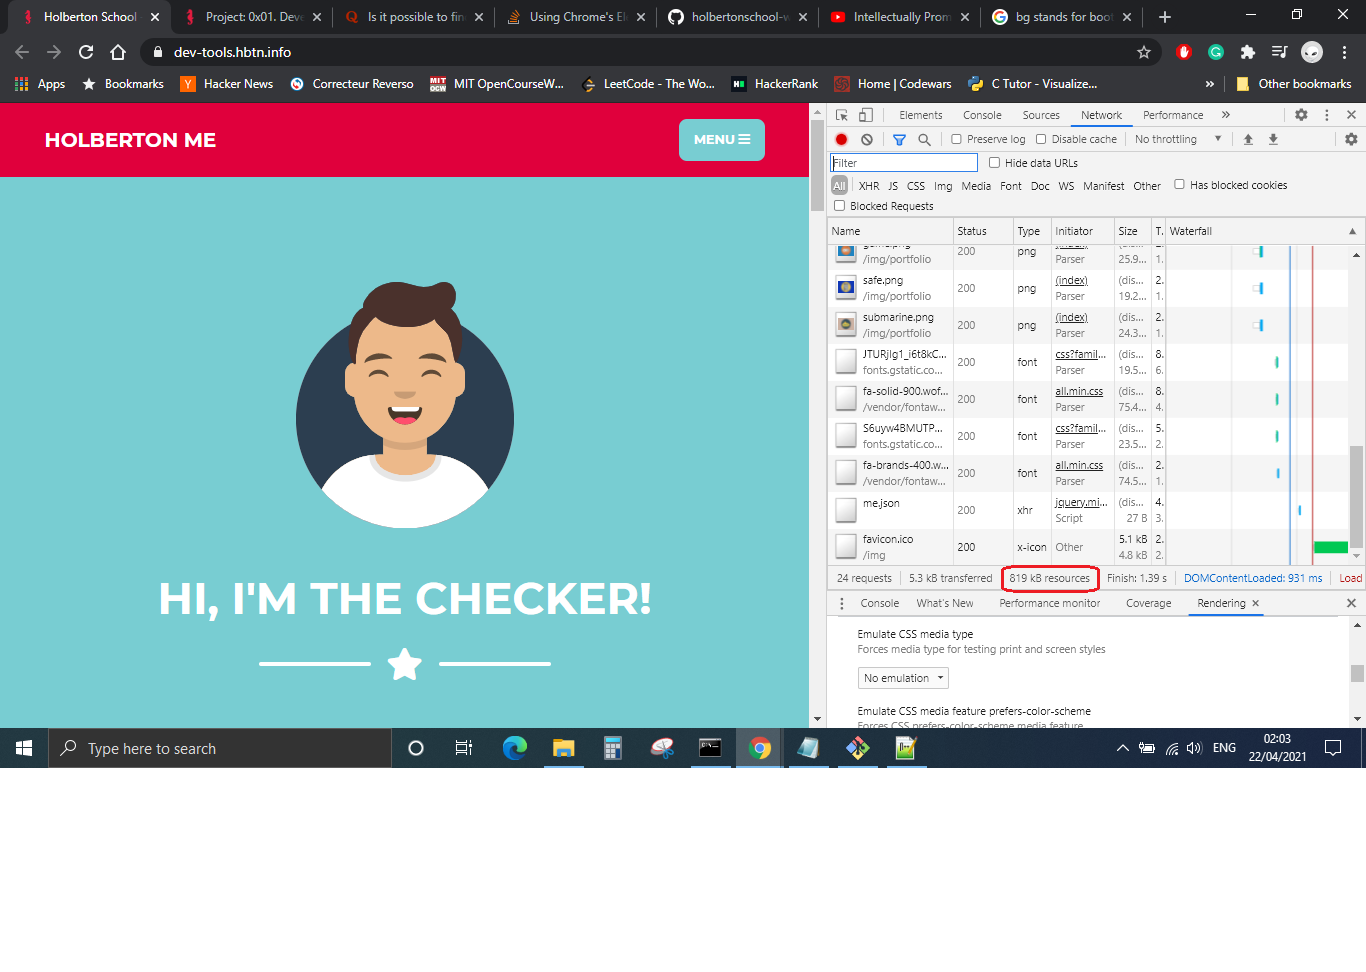 Holberton School
Project: 0x01. Deve
Is it possible to fin
Using Chrome's El
holbertonschool-w
Intellectually Prom
bg stands for boot
dev-tools.hbtn.info
Apps
Bookmarks
Hacker News
Correcteur Reverso
MIT OpenCourseW...
LeetCode - The Wo...
HackerRank
Home | Codewars
C Tutor - Visualize...
»
Other bookmarks
HOLBERTON ME
MENU
HI, I'M THE CHECKER!
Elements
Console
Sources
Network
Performance
»
Preserve log
Disable cache
No throttling
Filter
Hide data URLs
All
XHR
JS
CSS
Img
Media
Font
Doc
WS
Manifest
Other
Has blocked cookies
Blocked Requests
Name
Status
Type
Initiator
Size
T.
Waterfall
game.png
/img/portfolio
200
png
(index)
Parser
25.9...
1.
safe.png
/img/portfolio
200
png
(index)
Parser
(dis...
19.2...
2.
1.
submarine.png
/img/portfolio
200
png
(index)
Parser
(dis...
24.3...
2.
1.
JTURjIg1_i6t8kC...
fonts.gstatic.co...
200
font
css?famil...
Parser
(dis...
19.5...
8.
6.
fa-solid-900.wof...
/vendor/fontaw...
200
font
all.min.css
Parser
(dis...
75.4...
8.
4.
S6uyw4BMUTP...
fonts.gstatic.co...
200
font
css?famil...
Parser
(dis...
23.5...
5.
2.
fa-brands-400.w...
/vendor/fontaw...
200
font
all.min.css
Parser
(dis...
74.5...
2.
1.
me.json
200
xhr
jquery.mi...
Script
(dis...
27 B
4.
3.
favicon.ico
/img
200
x-icon
Other
5.1 kB
4.8 kB
2.
2.
24 requests
5.3 kB transferred
819 kB resources
Finish: 1.39 s
DOMContentLoaded: 931 ms
Load
Console
What's New
Performance monitor
Coverage
Rendering
Emulate CSS media type
Forces media type for testing print and screen styles
No emulation
Emulate CSS media feature prefers-color-scheme
Forces CSS prefers-color-scheme media feature
Type here to search
ENG
02:03
22/04/2021